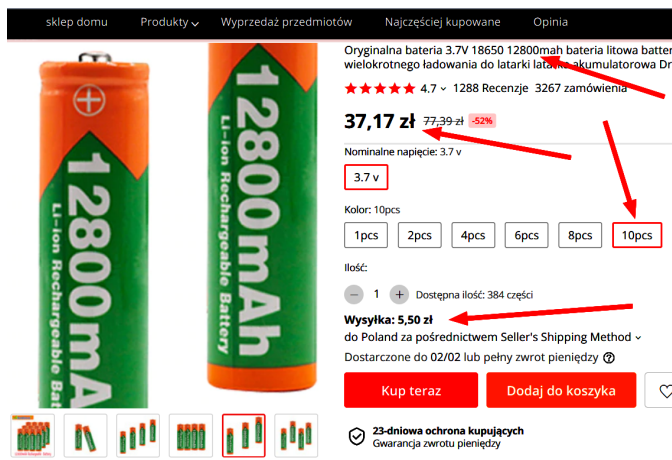 sklep domu Produkty Wyprzedaż przedmiotów Najczęściej kupowane Opinia
Oryginalna bateria 3.7V 18650 12800mah bateria litowa
wielokrotnego ładowania do latarki akumulatorowa
4.7 1288 Recenzje 3267 zamówienia
37,17 zł 77,39 zł -52%
Nominalne napięcie: 3.7 v
3.7 v
Kolor: 10pcs
1pcs 2pcs 4pcs 6pcs 8pcs 10pcs
Ilość:
− 1 + Dostępna ilość: 384 części
Wysyłka: 5,50 zł
do Poland za pośrednictwem Seller's Shipping Method
Dostarczone do 02/02 lub pełny zwrot pieniędzy ?
Kup teraz Dodaj do koszyka
23-dniowa ochrona kupujących
Gwarancja zwrotu pieniędzy
12800mA
Li-ion Rechargeable Bat
12800mAh
Li-ion Rechargeable Battery